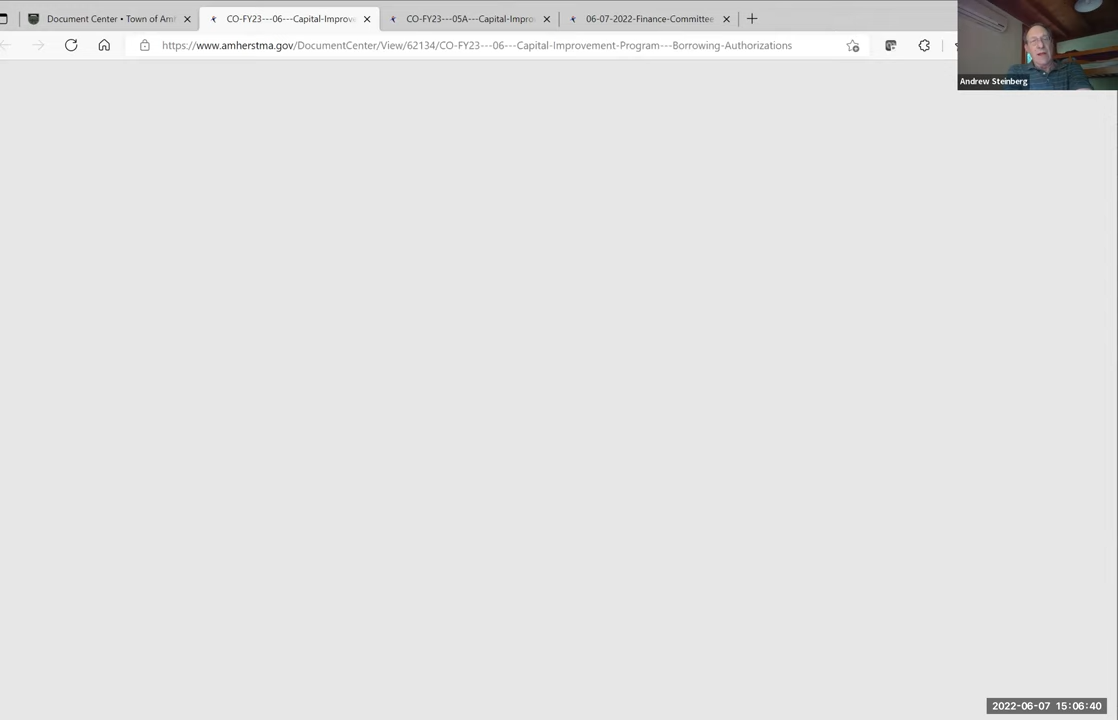 Document Center • Town of Amh
CO-FY23---06---Capital-Improve
CO-FY23---05A---Capital-Impro
06-07-2022-Finance-Committee
https://www.amherstma.gov/DocumentCenter/View/62134/CO-FY23---06---Capital-Improvement-Program---Borrowing-Authorizations
Andrew Steinberg
2022-06-07 15:06:40